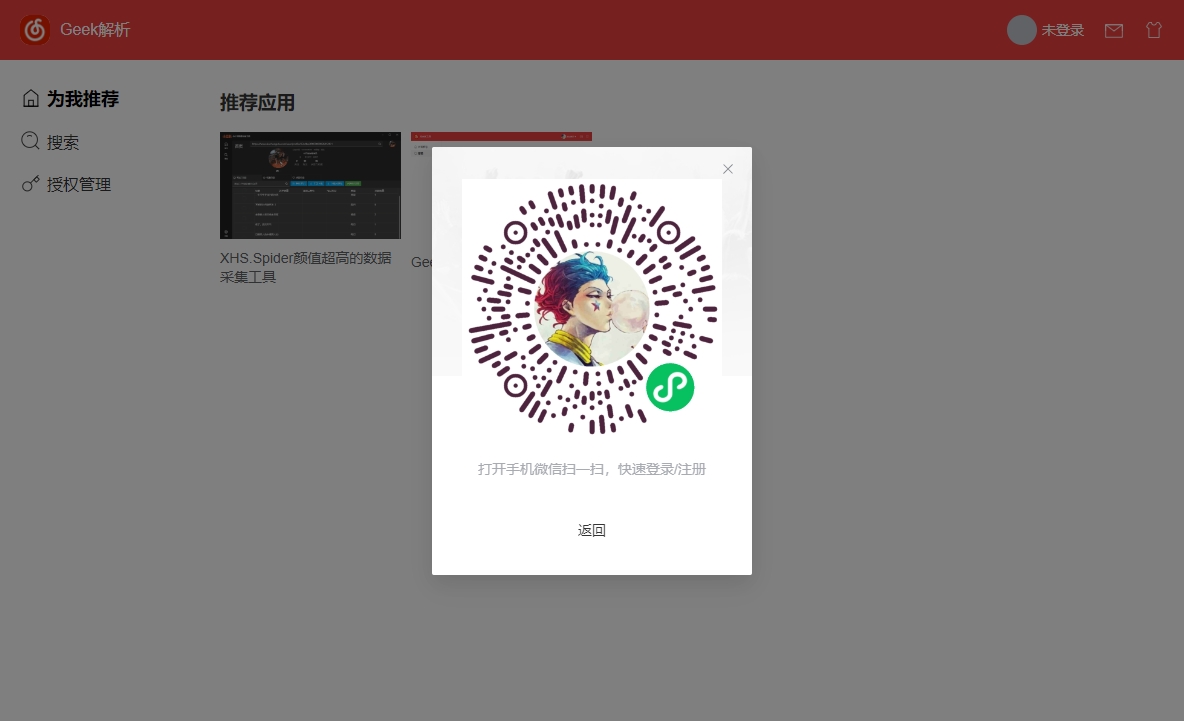 Geek解析
未登录
为我推荐
搜索
授权管理
推荐应用
XHS.Spider颜值超高的数据
采集工具
Gee
打开手机微信扫一扫，快速登录/注册
返回